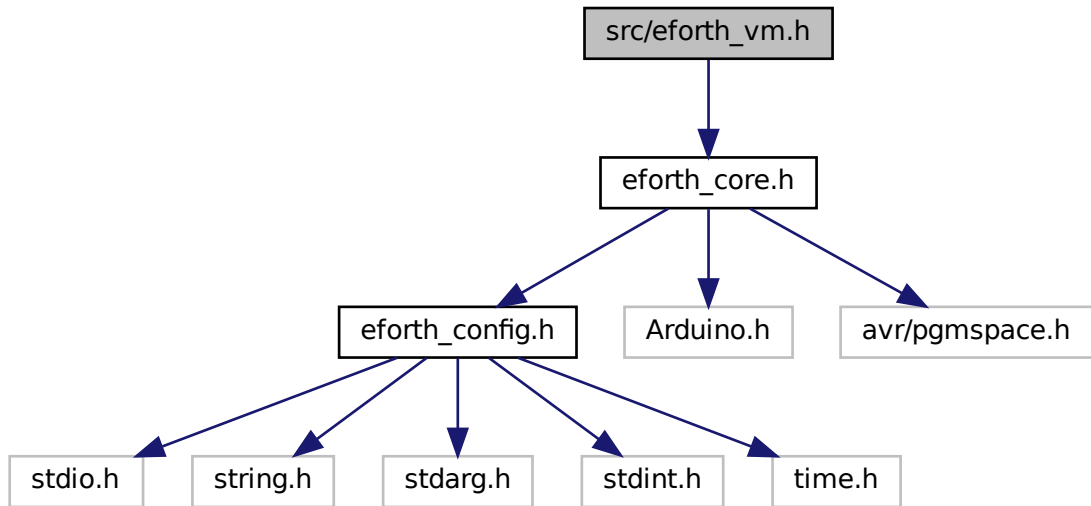 src/eforth_vm.h
eforth_core.h
eforth_config.h
Arduino.h
avr/pgmspace.h
stdio.h
string.h
stdarg.h
stdint.h
time.h